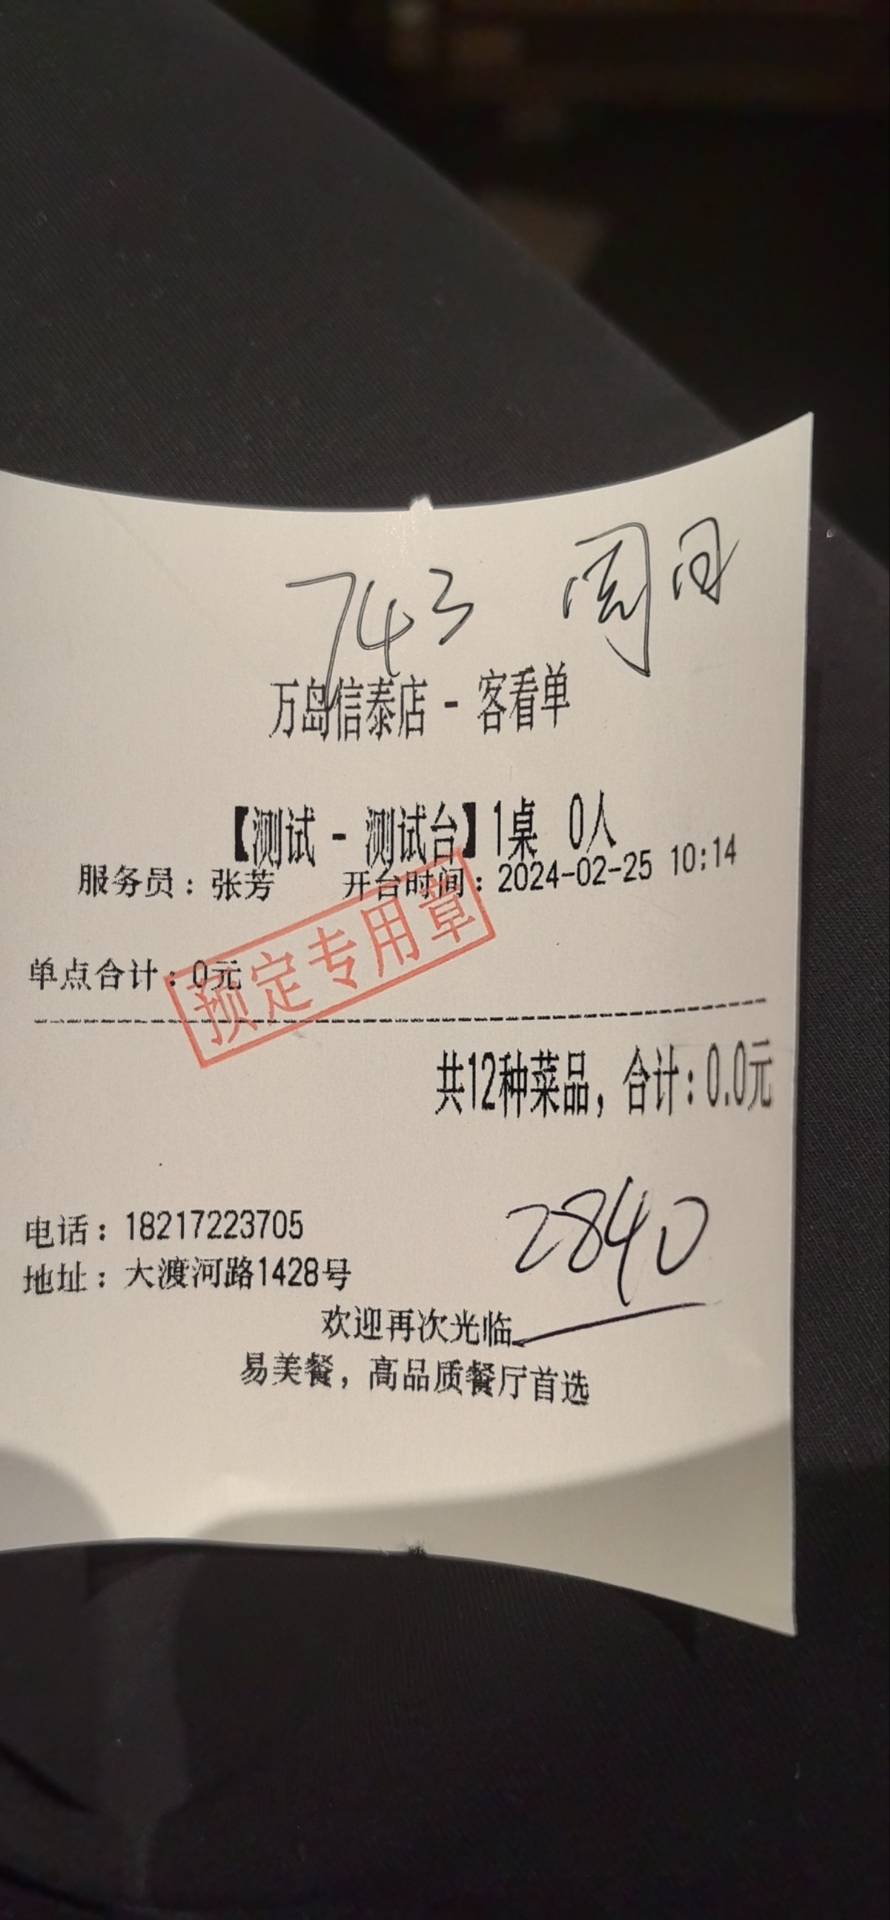 743
万岛信泰店 - 客看单
【测试 - 测试台】1桌 0人
服务员：张芳 开台时间：2024-02-25 10:14
单点合计：0元
预定专用章
共12种菜品，合计：0.0元
2840
电话：18217223705
地址：大渡河路1428号
欢迎再次光临
易美餐，高品质餐厅首选